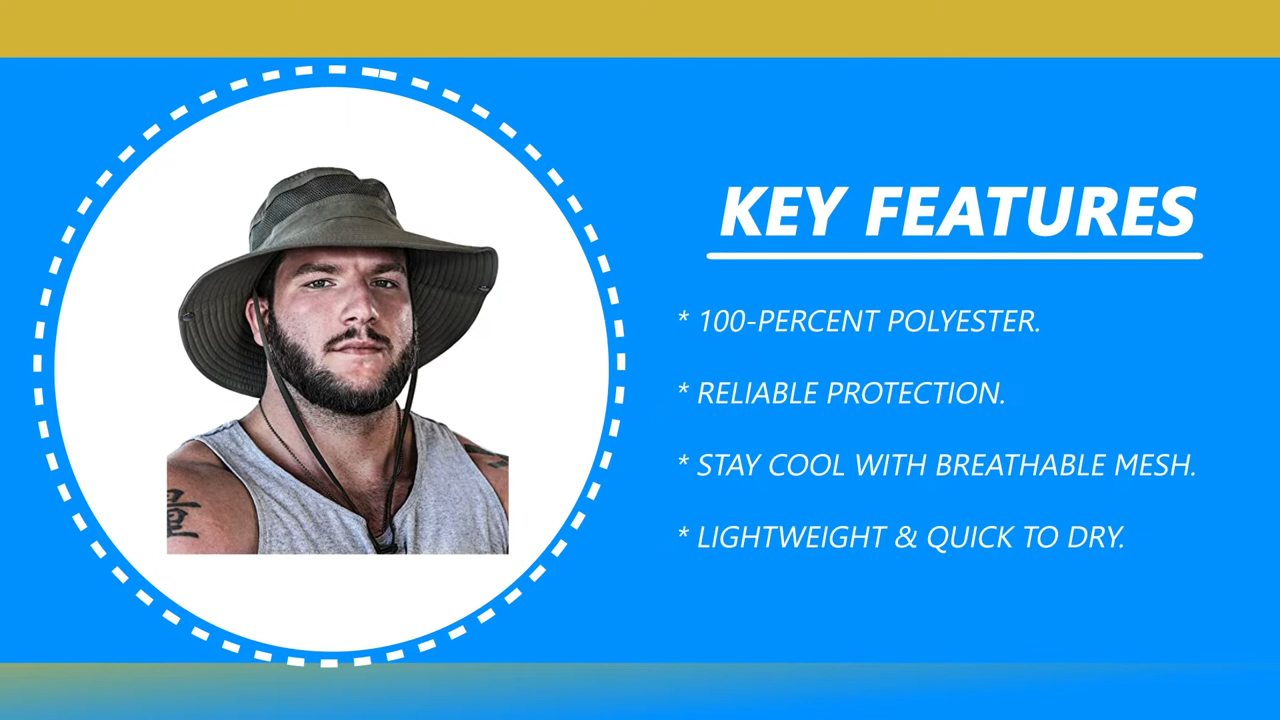 KEY FEATURES
* 100-PERCENT POLYESTER.
* RELIABLE PROTECTION.
* STAY COOL WITH BREATHABLE MESH.
* LIGHTWEIGHT & QUICK TO DRY.